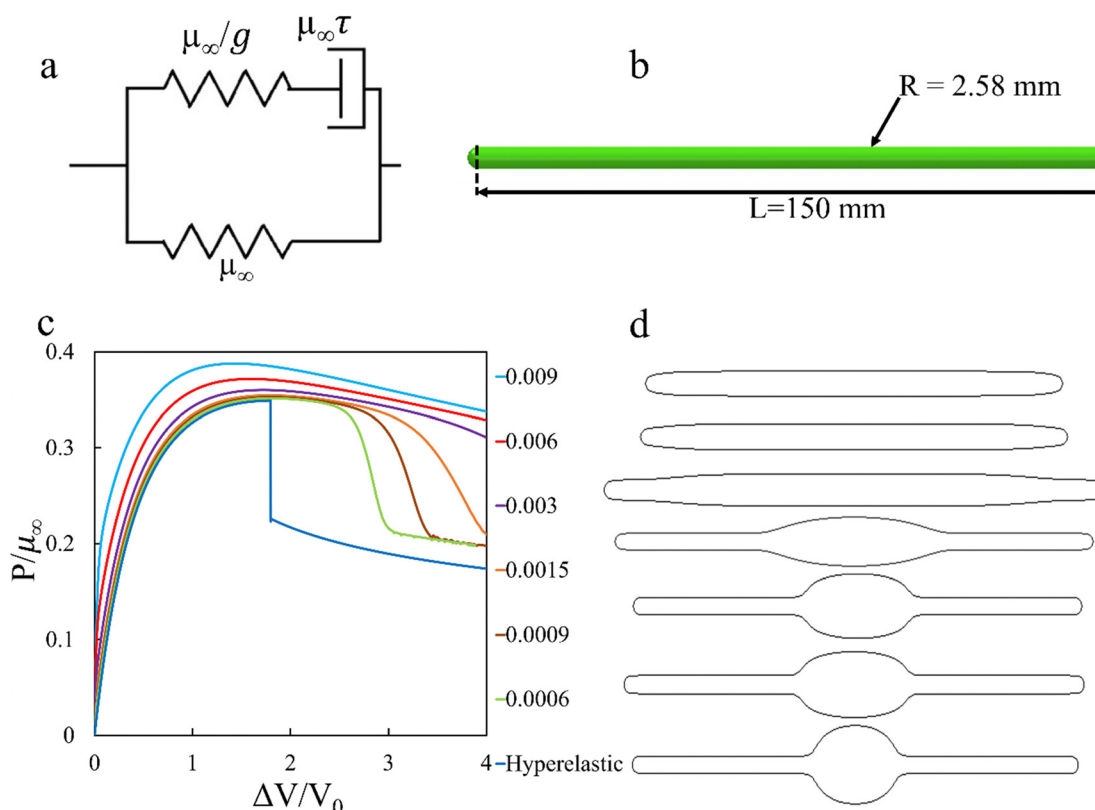 a
μ∞/g
μ∞τ
μ∞
b
R = 2.58 mm
L=150 mm
c
P/μ∞
0.4
0.3
0.2
0.1
0
0
1
2
3
4
ΔV/V0
0.009
0.006
0.003
0.0015
0.0009
0.0006
Hyperelastic
d